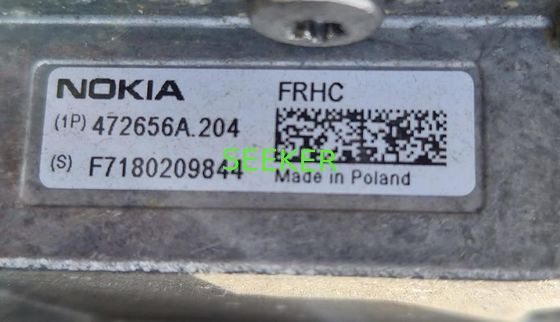 NOKIA
FRHC
(1P) 472656A.204
(S) F7180209844
SEEKER
Made in Poland